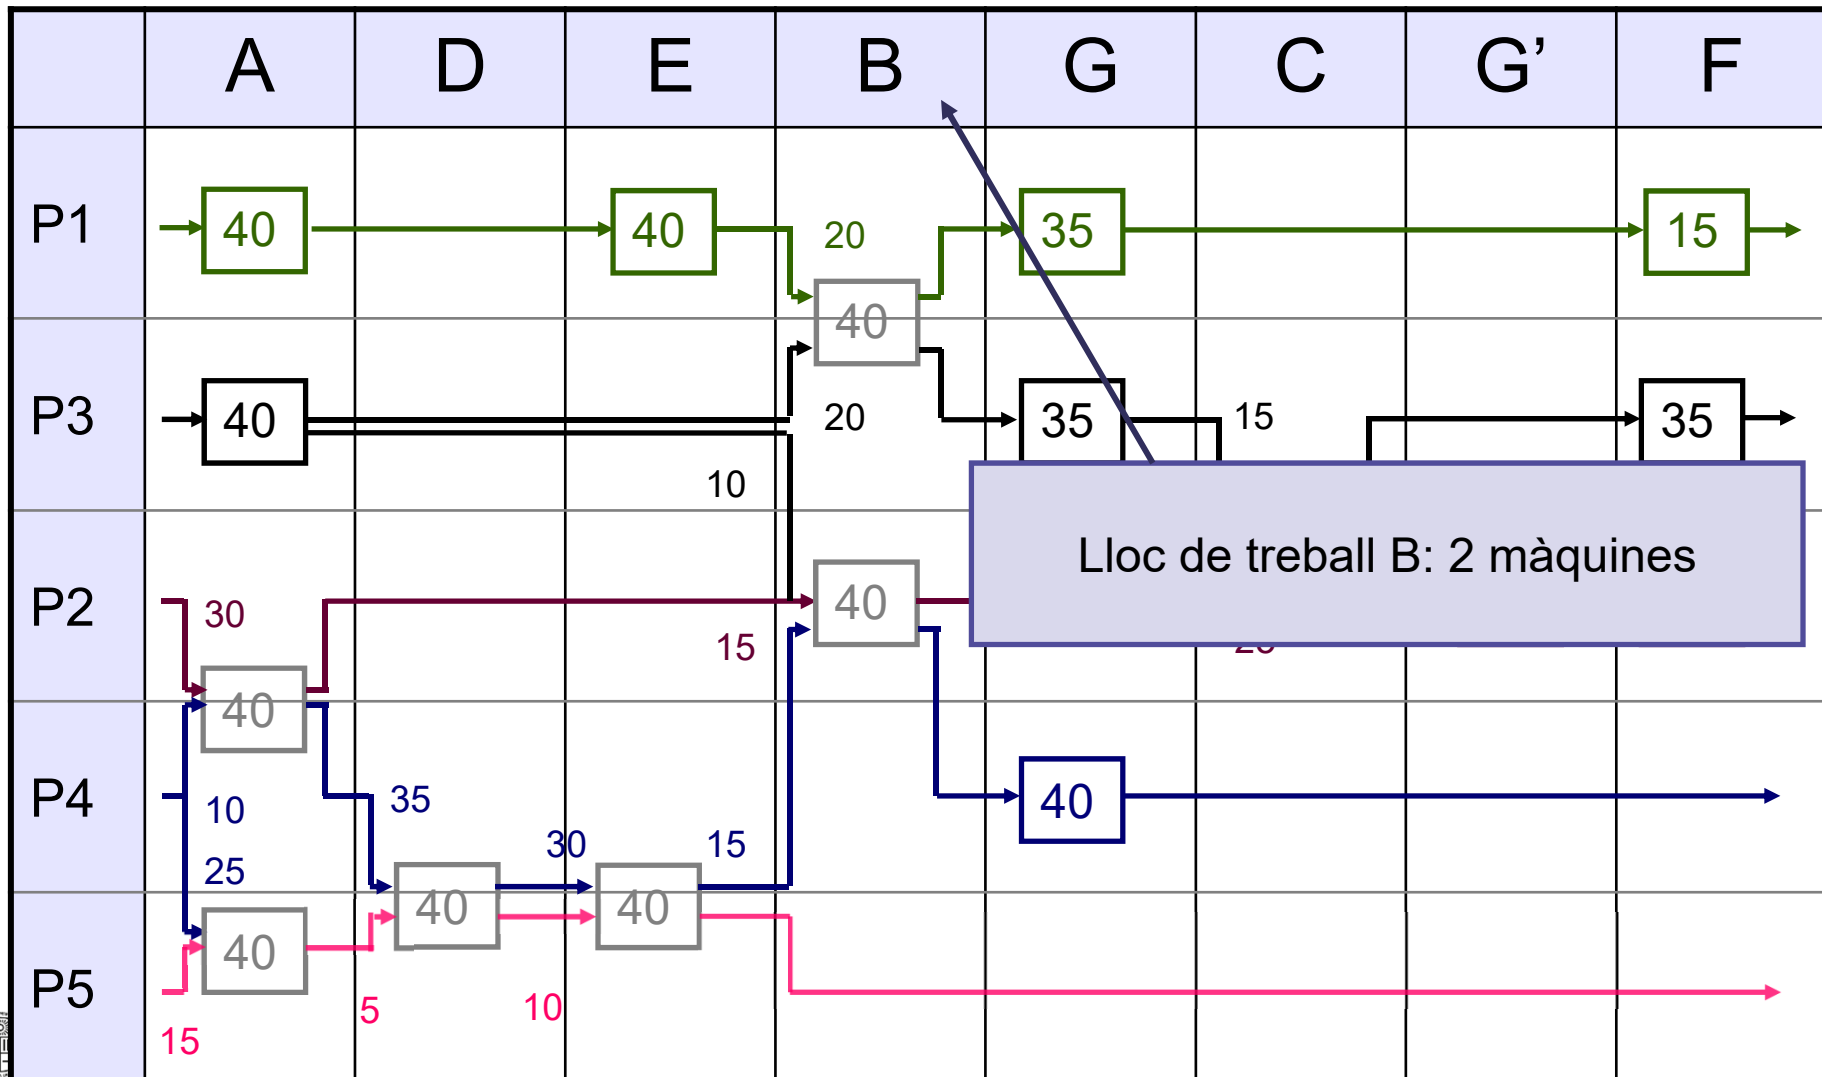 A D E B G C G’ F
P1 40 40 20 35 15
40
P3 40 20 35 15 35
10
Lloc de treball B: 2 màquines
P2 30 40
15
40
P4 10 35 40
25 30 15
40 40 40
P5
15 5 10